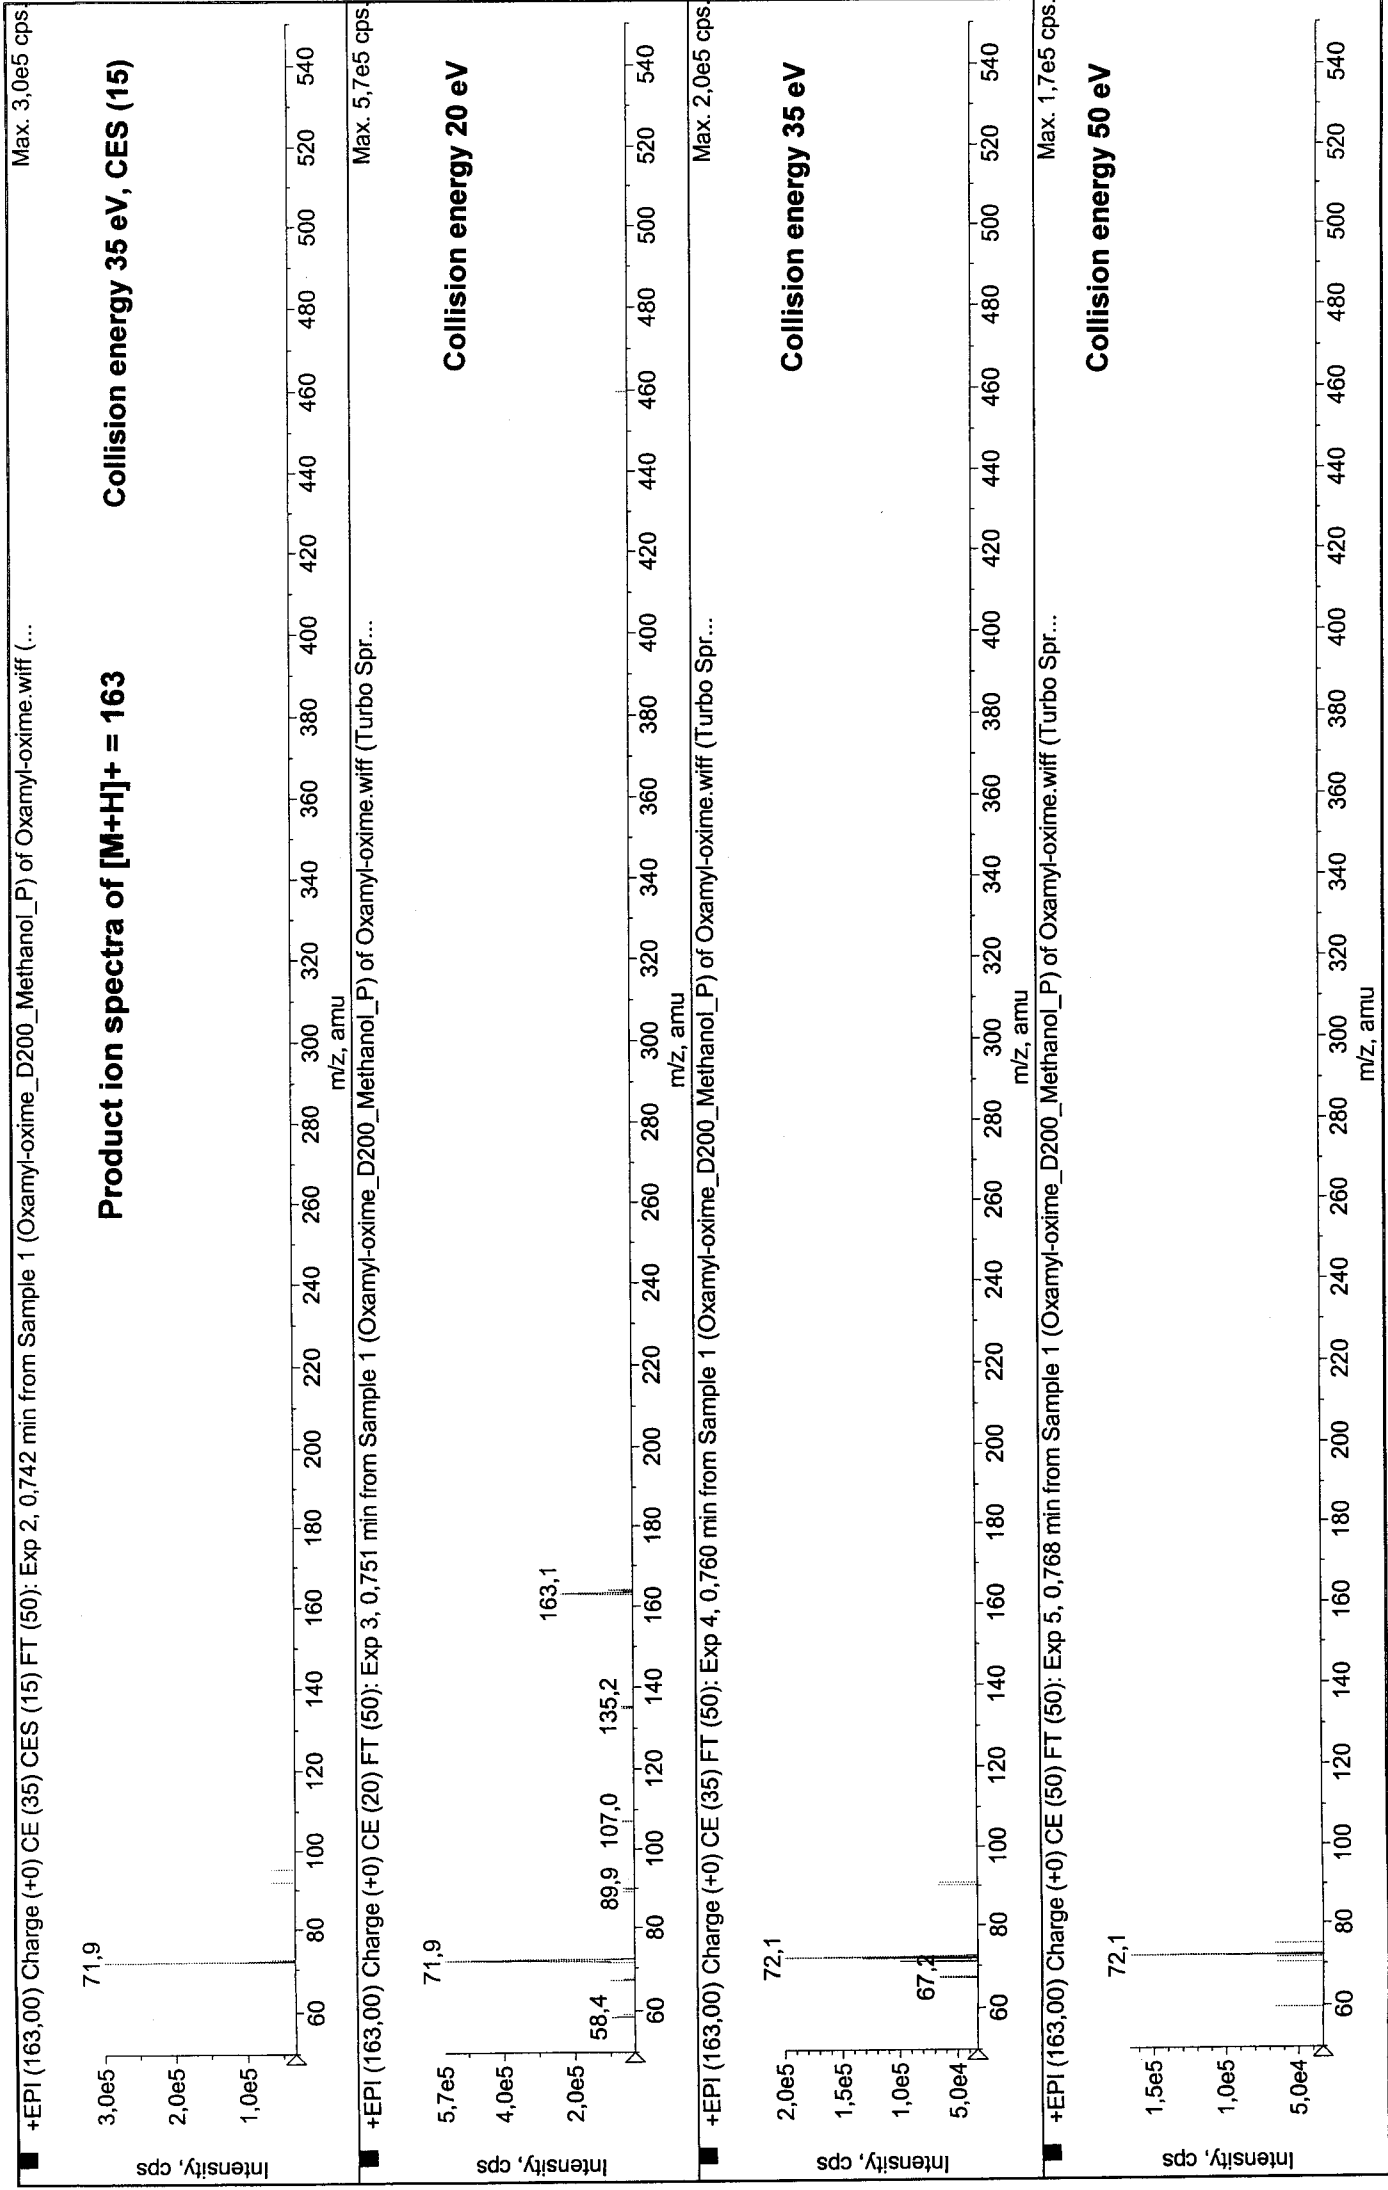 +EPI (163,00) Charge (+0) CE (35) CES (15) FT (50): Exp 2, 0,742 min from Sample 1 (Oxamyl-oxime_D200_Methanol_P) of Oxamyl-oxime.wiff (... Max. 3,0e5 cps.
Product ion spectra of [M+H]+ = 163
Collision energy 35 eV, CES (15)
71,9
3,0e5
2,0e5
1,0e5
Intensity, cps
60 80 100 120 140 160 180 200 220 240 260 280 300 320 340 360 380 400 420 440 460 480 500 520 540
m/z, amu
+EPI (163,00) Charge (+0) CE (20) FT (50): Exp 3, 0,751 min from Sample 1 (Oxamyl-oxime_D200_Methanol_P) of Oxamyl-oxime.wiff (Turbo Spr... Max. 5,7e5 cps.
Collision energy 20 eV
71,9
163,1
58,4
89,9
107,0
135,2
5,7e5
4,0e5
2,0e5
Intensity, cps
60 80 100 120 140 160 180 200 220 240 260 280 300 320 340 360 380 400 420 440 460 480 500 520 540
m/z, amu
+EPI (163,00) Charge (+0) CE (35) FT (50): Exp 4, 0,760 min from Sample 1 (Oxamyl-oxime_D200_Methanol_P) of Oxamyl-oxime.wiff (Turbo Spr... Max. 2,0e5 cps.
Collision energy 35 eV
72,1
67,2
2,0e5
1,5e5
1,0e5
5,0e4
Intensity, cps
60 80 100 120 140 160 180 200 220 240 260 280 300 320 340 360 380 400 420 440 460 480 500 520 540
m/z, amu
+EPI (163,00) Charge (+0) CE (50) FT (50): Exp 5, 0,768 min from Sample 1 (Oxamyl-oxime_D200_Methanol_P) of Oxamyl-oxime.wiff (Turbo Spr... Max. 1,7e5 cps.
Collision energy 50 eV
72,1
1,5e5
1,0e5
5,0e4
Intensity, cps
60 80 100 120 140 160 180 200 220 240 260 280 300 320 340 360 380 400 420 440 460 480 500 520 540
m/z, amu